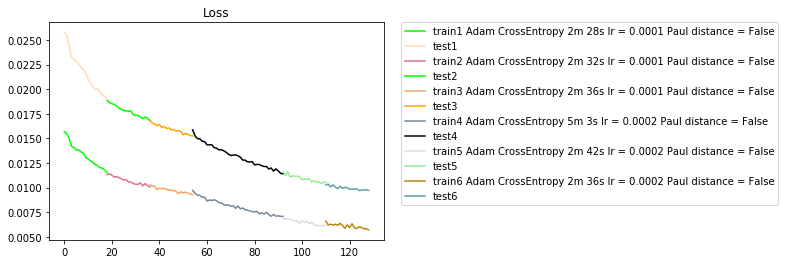 Loss
0.0250
0.0225
0.0200
0.0175
0.0150
0.0125
0.0100
0.0075
0.0050
0 20 40 60 80 100 120
train1 Adam CrossEntropy 2m 28s lr = 0.0001 Paul distance = False
test1
train2 Adam CrossEntropy 2m 32s lr = 0.0001 Paul distance = False
test2
train3 Adam CrossEntropy 2m 36s lr = 0.0001 Paul distance = False
test3
train4 Adam CrossEntropy 5m 3s lr = 0.0002 Paul distance = False
test4
train5 Adam CrossEntropy 2m 42s lr = 0.0002 Paul distance = False
test5
train6 Adam CrossEntropy 2m 36s lr = 0.0002 Paul distance = False
test6